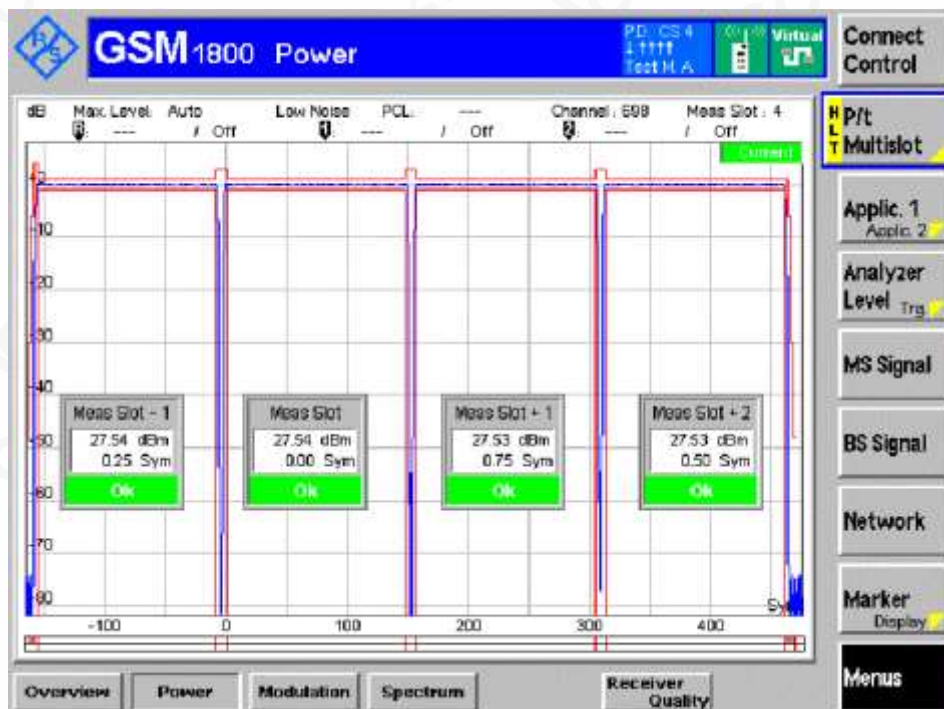 R S
GSM 1800 Power
PD CS 4
Test M. A
Virtual
dB Max. Level: Auto Low Noise PCL: --- Channel: 698 Meas Slot: 4
--- / Off 1 --- / Off 2 --- / Off
Current
-10
-20
-30
-40
-50
-60
-70
-80
Meas Slot - 1
27.54 dBm
0.25 Sym
Ok
Meas Slot
27.54 dBm
0.00 Sym
Ok
Meas Slot + 1
27.53 dBm
0.75 Sym
Ok
Meas Slot + 2
27.53 dBm
0.50 Sym
Ok
-100 0 100 200 300 400
Connect
Control
HLT
P/t
Multislot
Applic. 1
Applic. 2
Analyzer
Level Trg.
MS Signal
BS Signal
Network
Marker
Display
Menus
Overview Power Modulation Spectrum Receiver
Quality